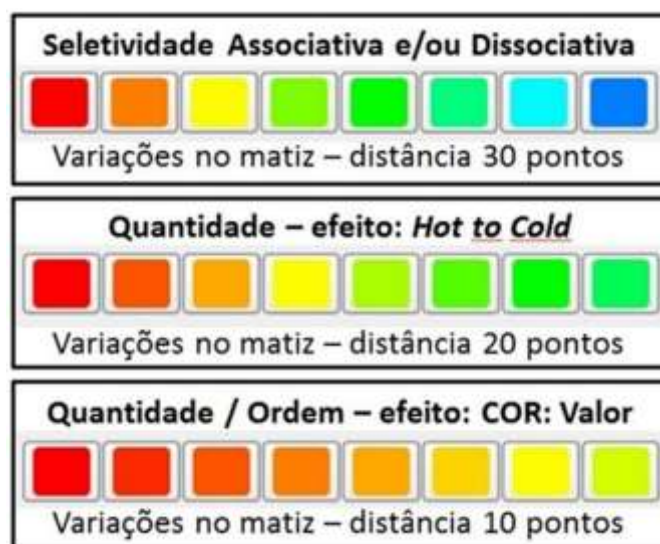 Seletividade Associativa e/ou Dissociativa
Variações no matiz – distância 30 pontos
Quantidade – efeito: Hot to Cold
Variações no matiz – distância 20 pontos
Quantidade / Ordem – efeito: COR: Valor
Variações no matiz – distância 10 pontos